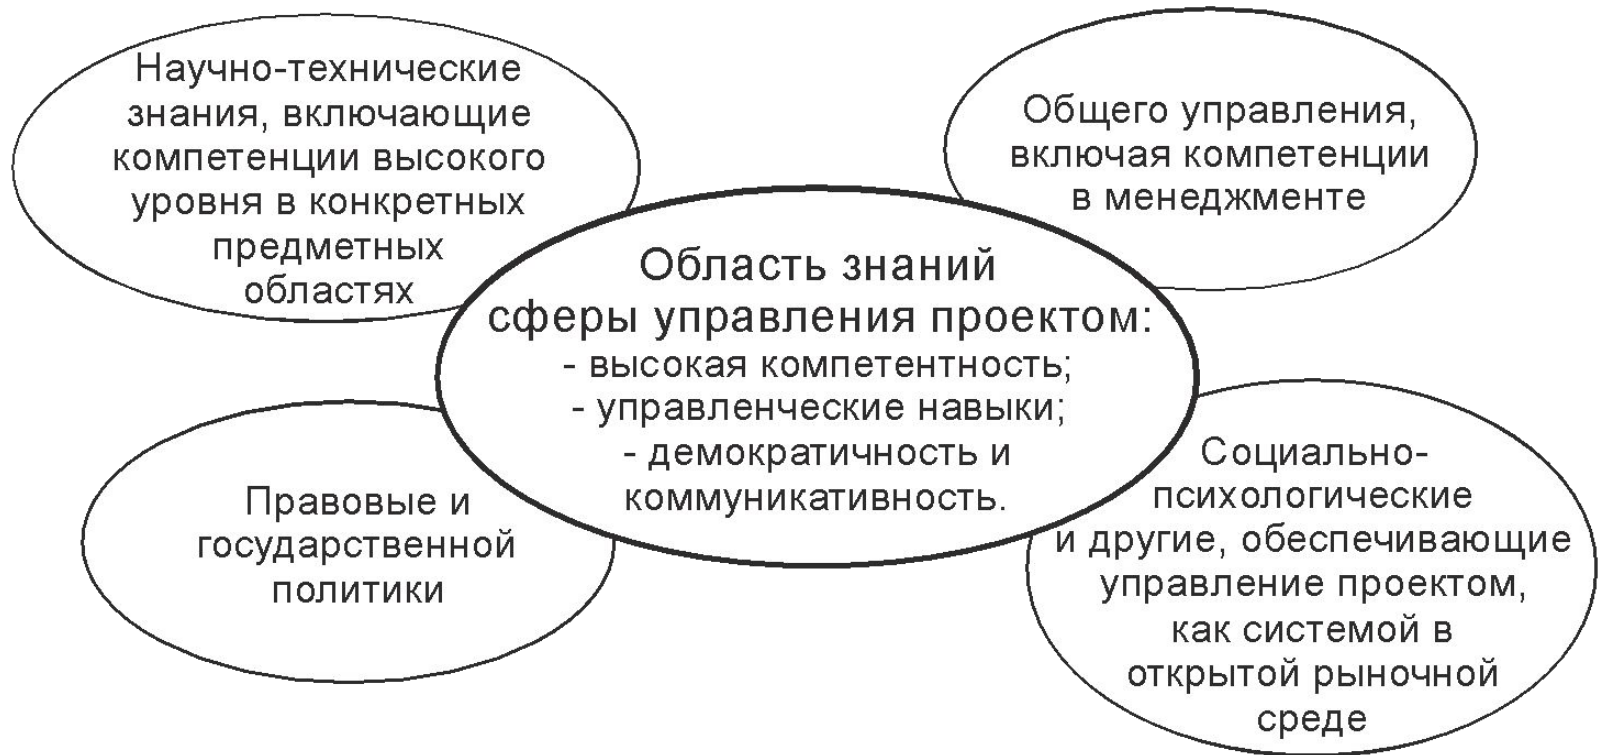 Научно-технические
знания, включающие
компетенции высокого
уровня в конкретных
предметных
областях
Общего управления,
включая компетенции
в менеджменте
Область знаний
сферы управления проектом:
- высокая компетентность;
- управленческие навыки;
- демократичность и
коммуникативность.
Правовые и
государственной
политики
Социально-
психологические
и другие, обеспечивающие
управление проектом,
как системой в
открытой рыночной
среде